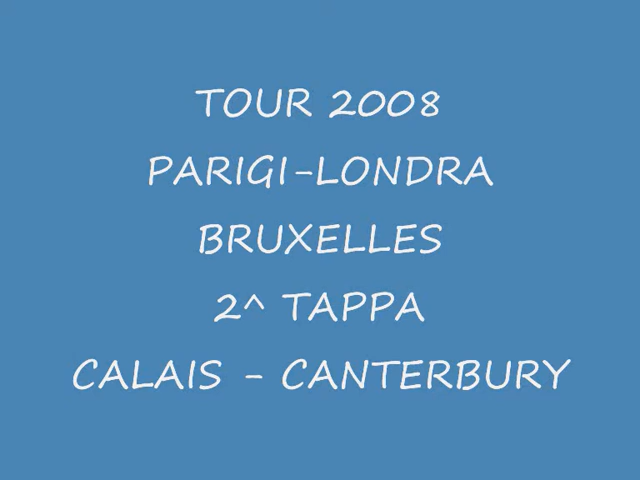 TOUR 2008
PARIGI-LONDRA
BRUXELLES
2^ TAPPA
CALAIS - CANTERBURY